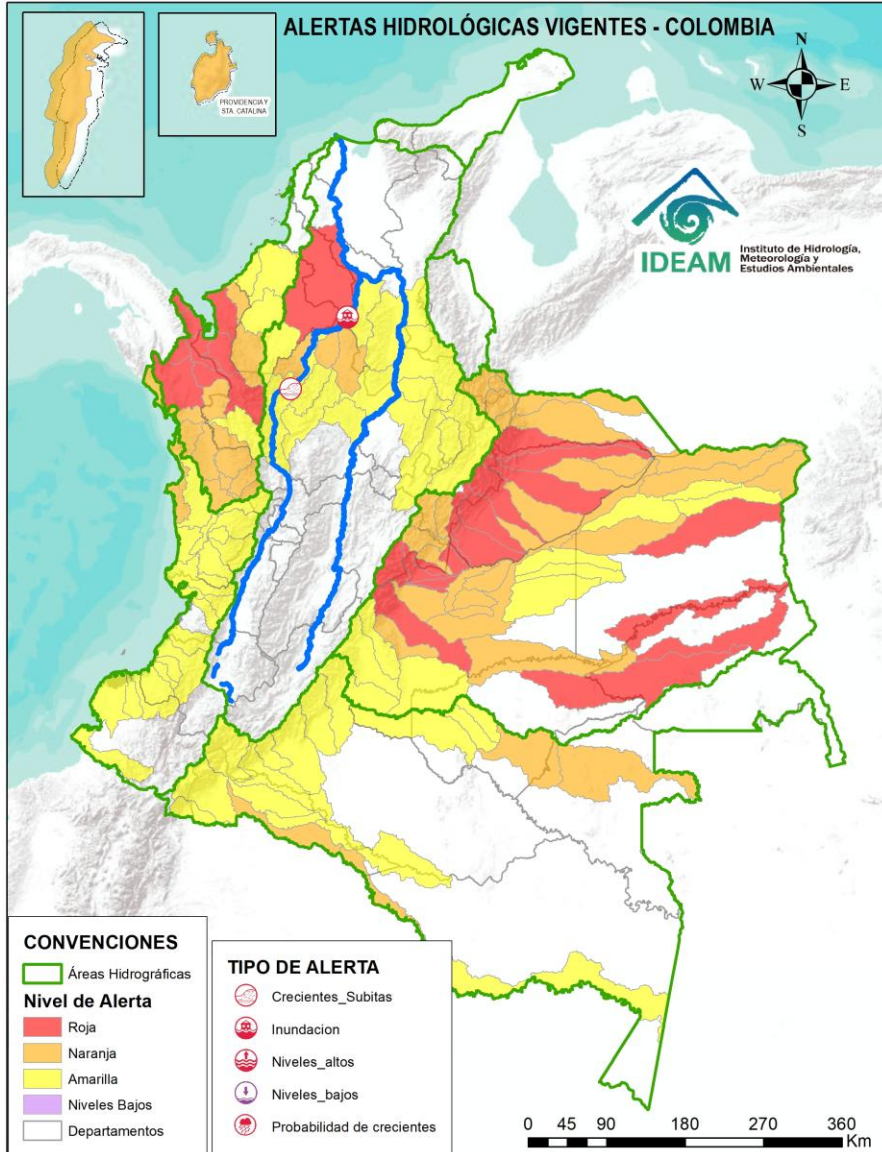 ALERTAS HIDROLÓGICAS VIGENTES - COLOMBIA
PROVIDENCIA Y
STA. CATALINA
N
W
E
S
IDEAM
Instituto de Hidrología,
Meteorología y
Estudios Ambientales
CONVENCIONES
Áreas Hidrográficas
Nivel de Alerta
Roja
Naranja
Amarilla
Niveles Bajos
Departamentos
TIPO DE ALERTA
Crecientes_Subitas
Inundacion
Niveles_altos
Niveles_bajos
Probabilidad de crecientes
0 45 90 180 270 360
Km